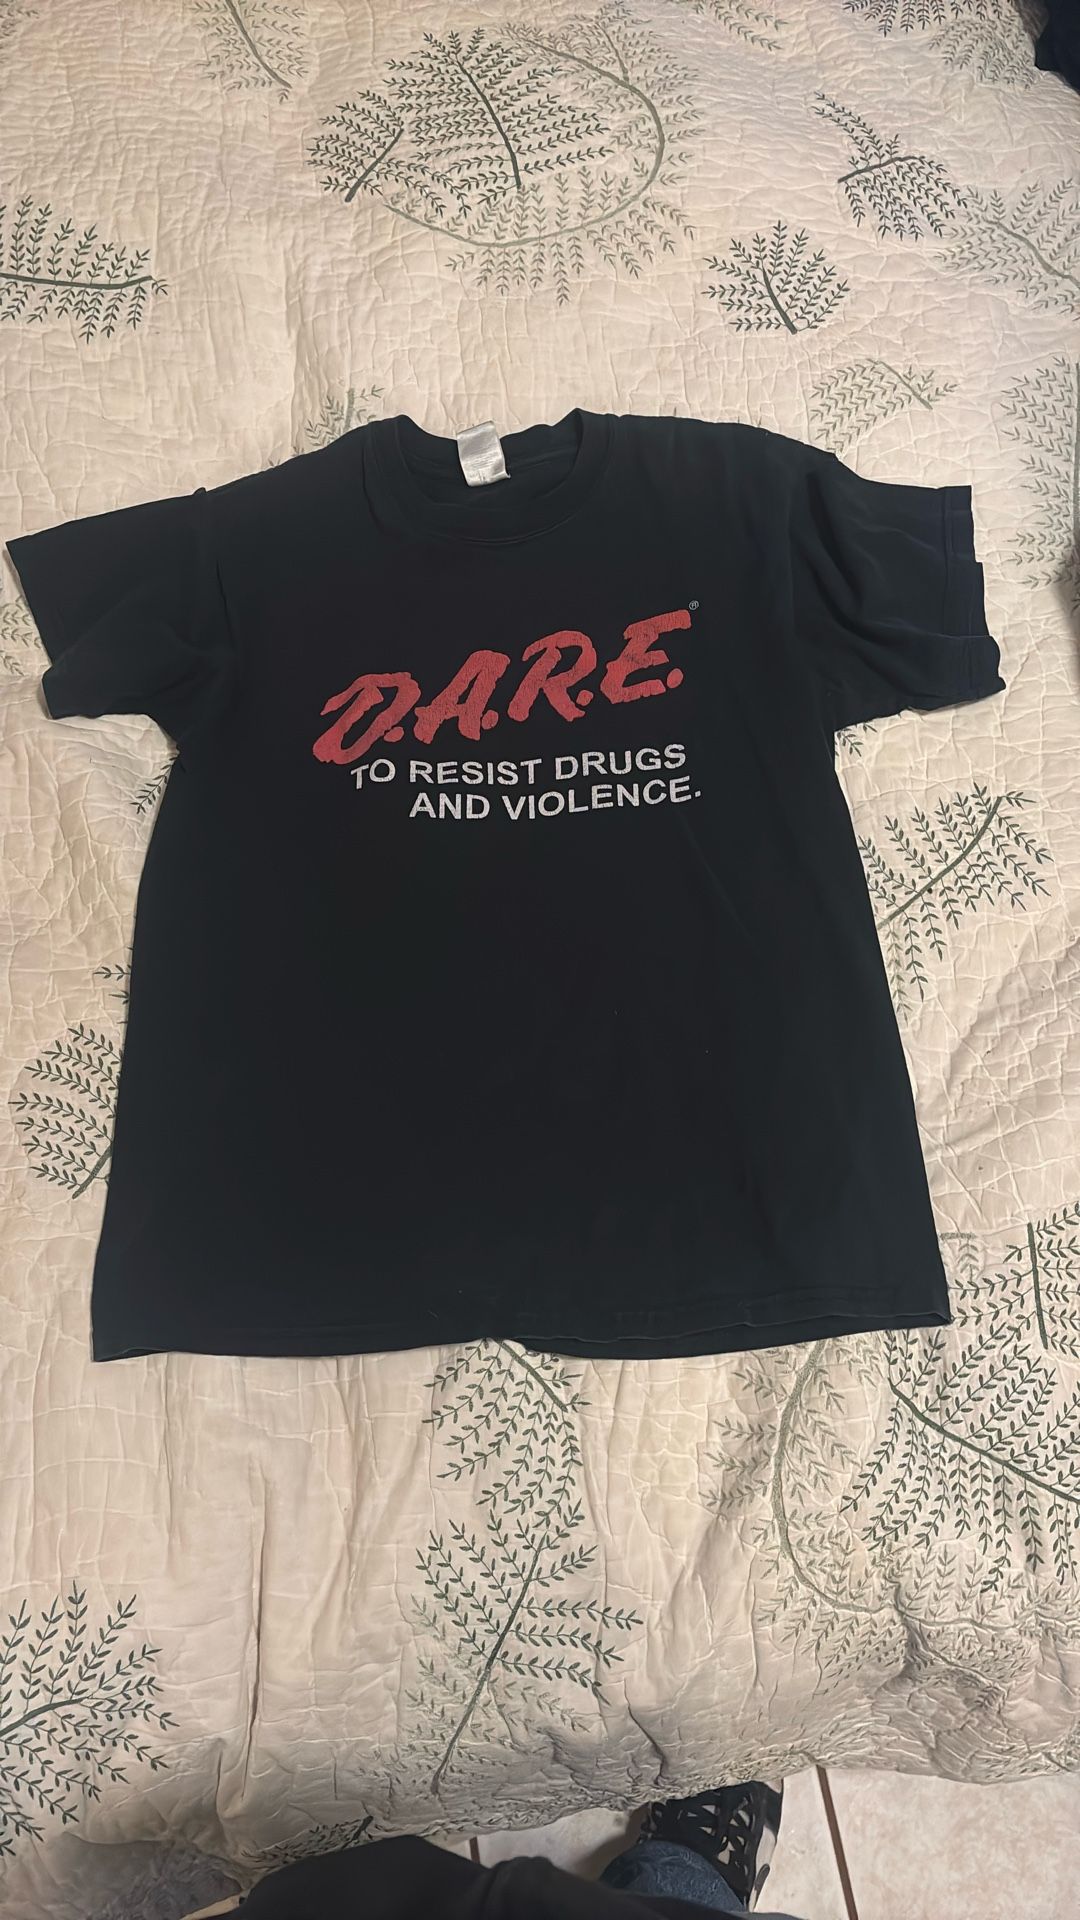 D.A.R.E.®
TO RESIST DRUGS
AND VIOLENCE.